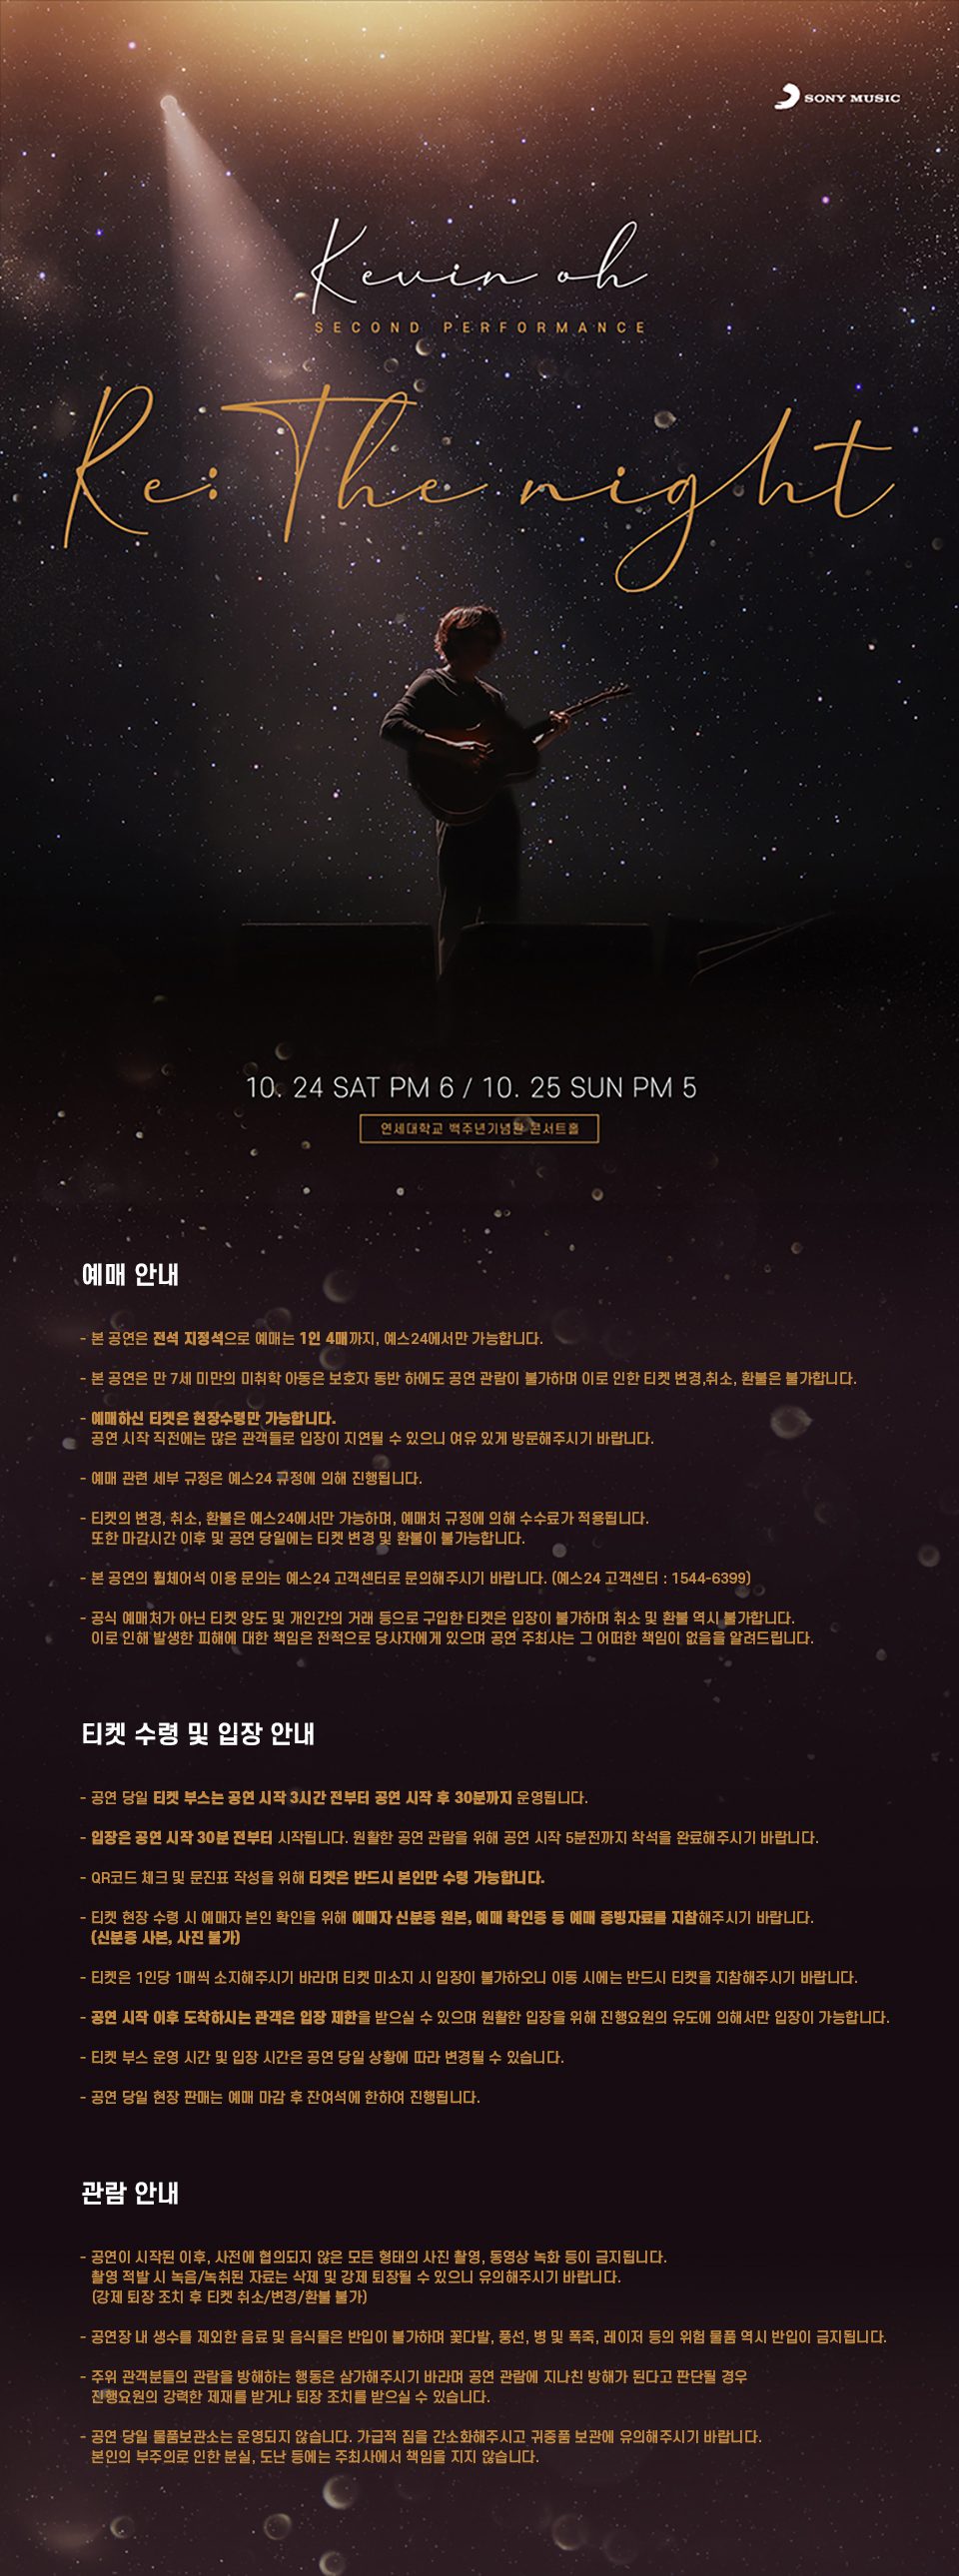 SONY MUSIC
Kevin oh
SECOND PERFORMANCE
Re: The night
10. 24 SAT PM 6 / 10. 25 SUN PM 5
연세대학교 백주년기념관 콘서트홀
예매 안내
- 본 공연은 전석 지정석으로 예매는 1인 4매까지, 예스24에서만 가능합니다.
- 본 공연은 만 7세 미만의 미취학 아동은 보호자 동반 하에도 공연 관람이 불가하며 이로 인한 티켓 변경,취소, 환불은 불가합니다.
- 예매하신 티켓은 현장수령만 가능합니다.
공연 시작 직전에는 많은 관객들로 입장이 지연될 수 있으니 여유 있게 방문해주시기 바랍니다.
- 예매 관련 세부 규정은 예스24 규정에 의해 진행됩니다.
- 티켓의 변경, 취소, 환불은 예스24에서만 가능하며, 예매처 규정에 의해 수수료가 적용됩니다.
또한 마감시간 이후 및 공연 당일에는 티켓 변경 및 환불이 불가능합니다.
- 본 공연의 휠체어석 이용 문의는 예스24 고객센터로 문의해주시기 바랍니다. (예스24 고객센터 : 1544-6399)
- 공식 예매처가 아닌 티켓 양도 및 개인간의 거래 등으로 구입한 티켓은 입장이 불가하며 취소 및 환불 역시 불가합니다.
이로 인해 발생한 피해에 대한 책임은 전적으로 당사자에게 있으며 공연 주최사는 그 어떠한 책임이 없음을 알려드립니다.
티켓 수령 및 입장 안내
- 공연 당일 티켓 부스는 공연 시작 3시간 전부터 공연 시작 후 30분까지 운영됩니다.
- 입장은 공연 시작 30분 전부터 시작됩니다. 원활한 공연 관람을 위해 공연 시작 5분전까지 착석을 완료해주시기 바랍니다.
- QR코드 체크 및 문진표 작성을 위해 티켓은 반드시 본인만 수령 가능합니다.
- 티켓 현장 수령 시 예매자 본인 확인을 위해 예매자 신분증 원본, 예매 확인증 등 예매 증빙자료를 지참해주시기 바랍니다.
(신분증 사본, 사진 불가)
- 티켓은 1인당 1매씩 소지해주시기 바라며 티켓 미소지 시 입장이 불가하오니 이동 시에는 반드시 티켓을 지참해주시기 바랍니다.
- 공연 시작 이후 도착하시는 관객은 입장 제한을 받으실 수 있으며 원활한 입장을 위해 진행요원의 유도에 의해서만 입장이 가능합니다.
- 티켓 부스 운영 시간 및 입장 시간은 공연 당일 상황에 따라 변경될 수 있습니다.
- 공연 당일 현장 판매는 예매 마감 후 잔여석에 한하여 진행됩니다.
관람 안내
- 공연이 시작된 이후, 사전에 협의되지 않은 모든 형태의 사진 촬영, 동영상 녹화 등이 금지됩니다.
촬영 적발 시 녹음/녹취된 자료는 삭제 및 강제 퇴장될 수 있으니 유의해주시기 바랍니다.
(강제 퇴장 조치 후 티켓 취소/변경/환불 불가)
- 공연장 내 생수를 제외한 음료 및 음식물은 반입이 불가하며 꽃다발, 풍선, 병 및 폭죽, 레이저 등의 위험 물품 역시 반입이 금지됩니다.
- 주위 관객분들의 관람을 방해하는 행동은 삼가해주시기 바라며 공연 관람에 지나친 방해가 된다고 판단될 경우
진행요원의 강력한 제재를 받거나 퇴장 조치를 받으실 수 있습니다.
- 공연 당일 물품보관소는 운영되지 않습니다. 가급적 짐을 간소화해주시고 귀중품 보관에 유의해주시기 바랍니다.
본인의 부주의로 인한 분실, 도난 등에는 주최사에서 책임을 지지 않습니다.